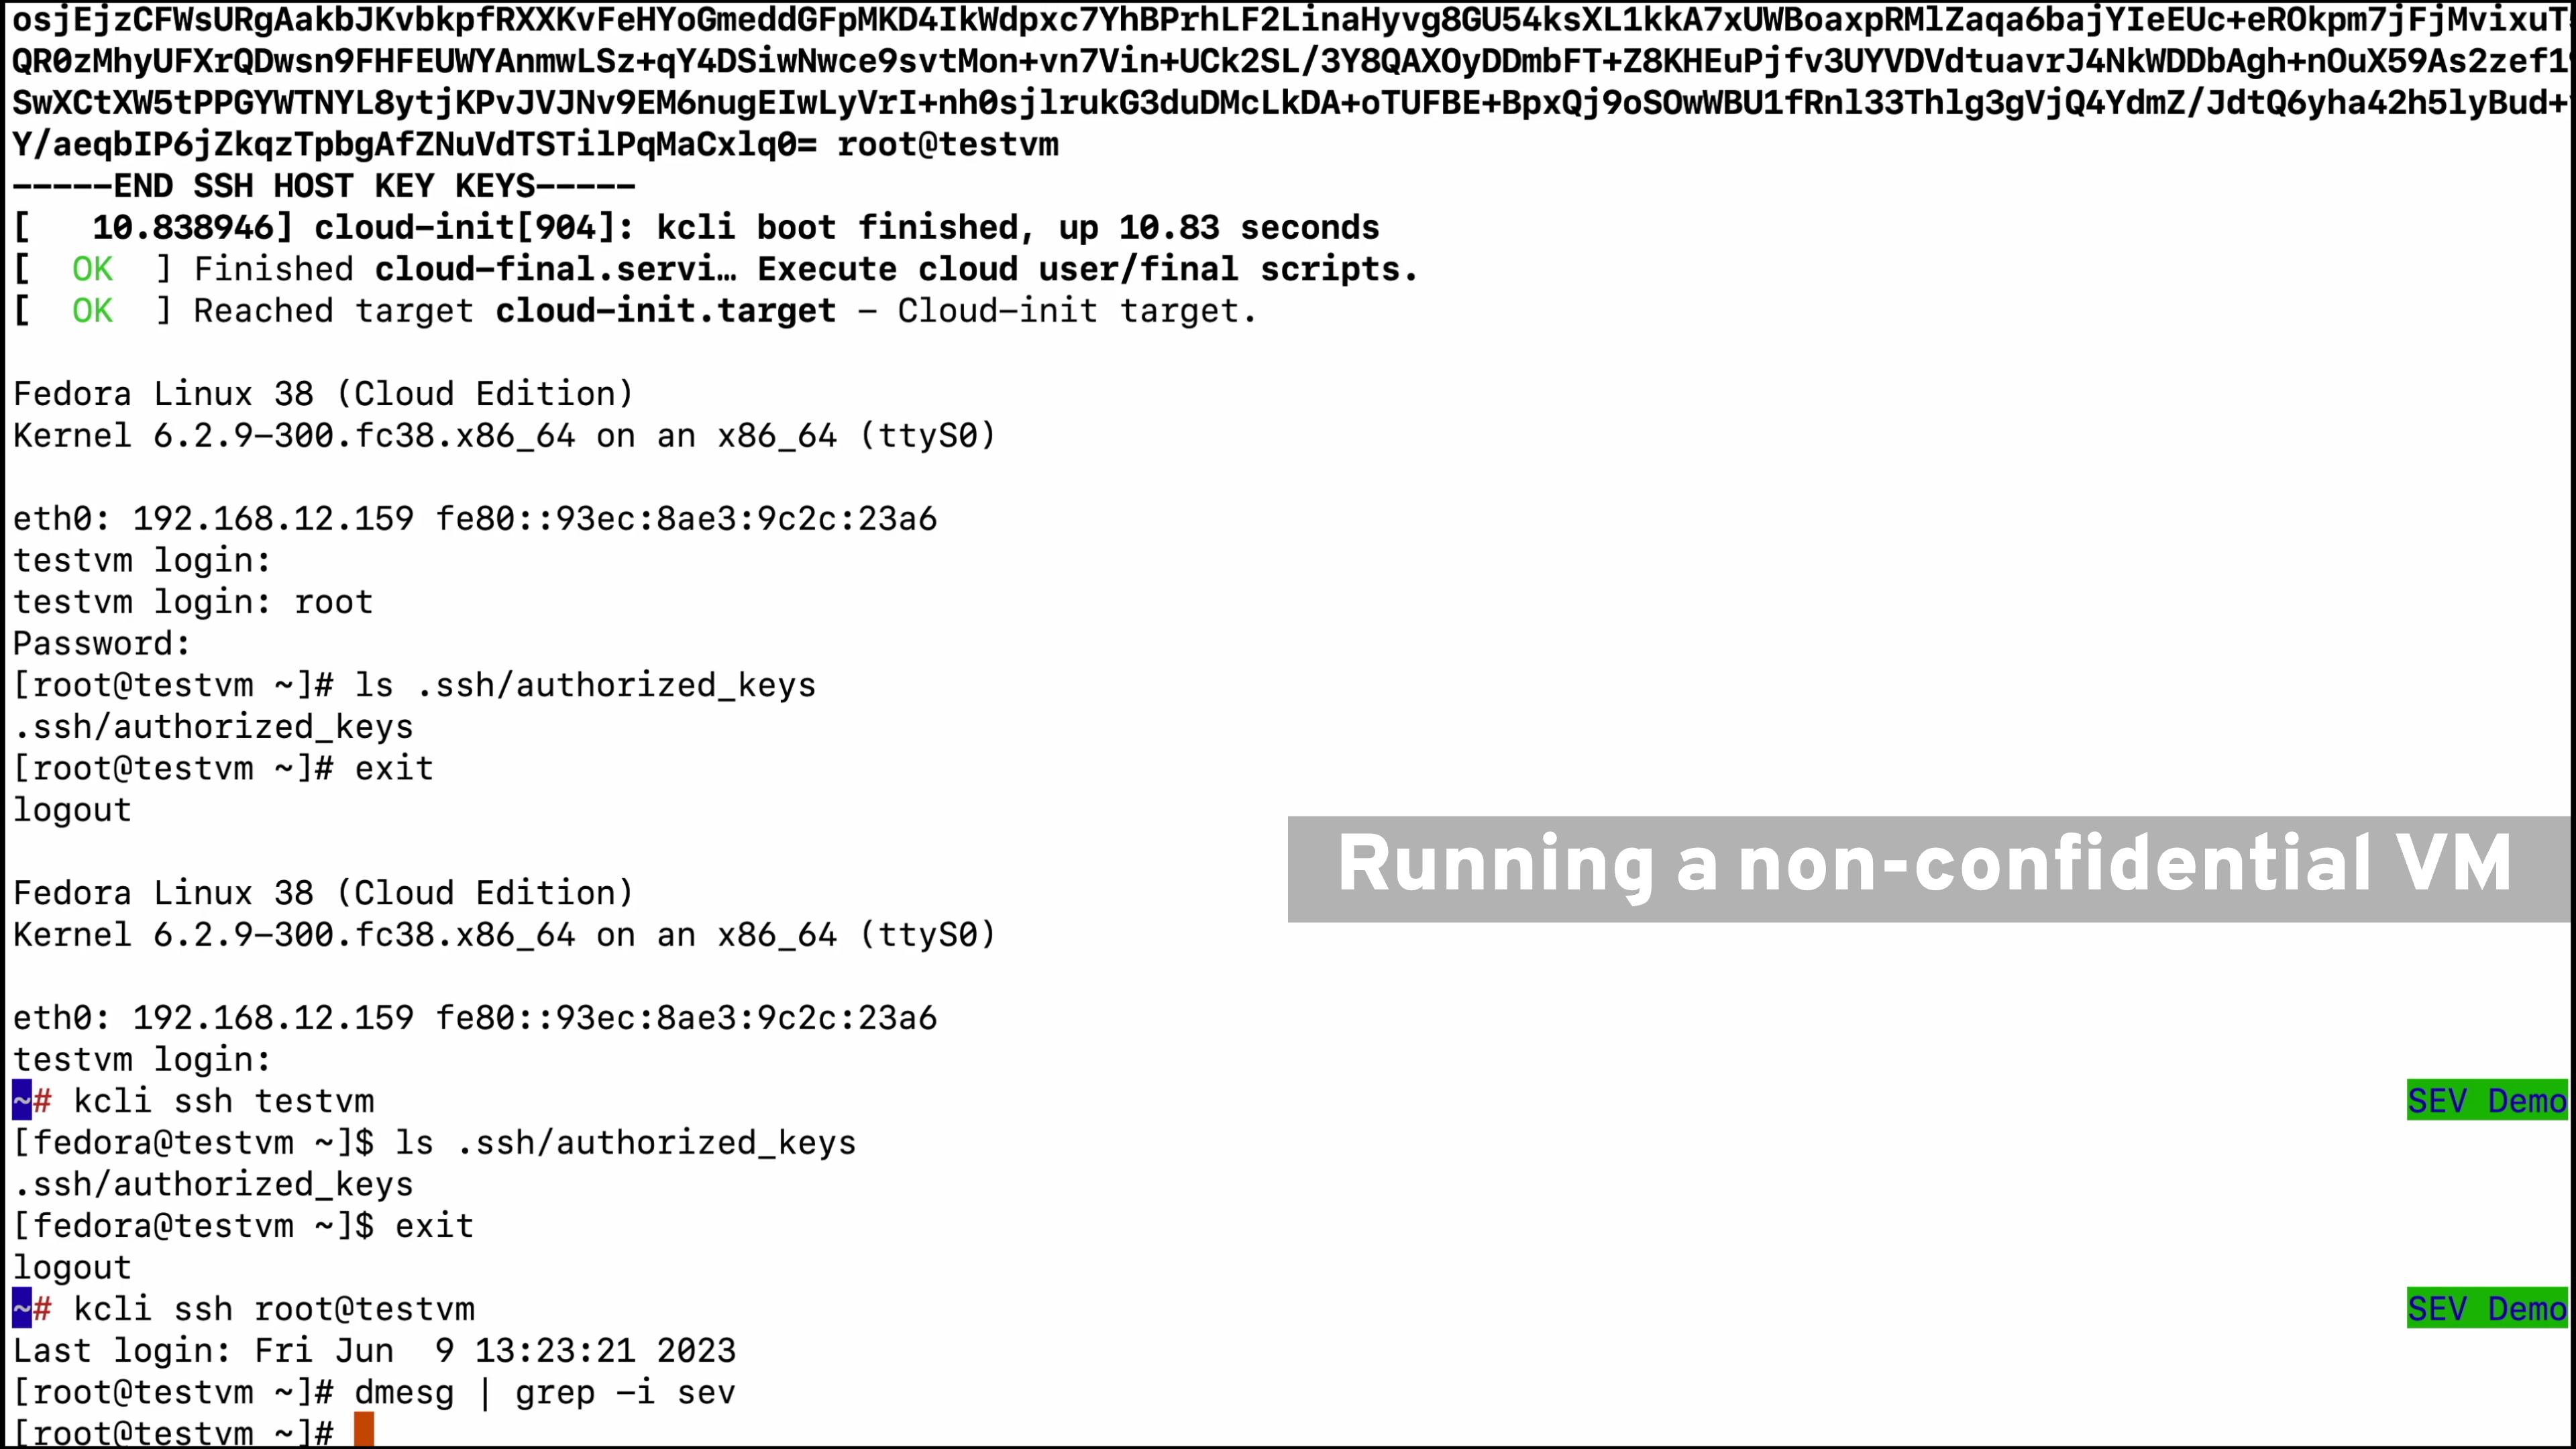 osjEjzCFWsURgAakbJKvbkpfRXXKvFeHYoGmeddGFpMKD4IkWdpxc7YhBPrhLF2LinaHyvg8GU54ksXL1kkA7xUWBoaxpRMlZaqa6bajYIeEUc+eROkpm7jFjMvixuT
QR0zMhyUFXrQDwsn9FHFEUWYAnmwLSz+qY4DSiwNwce9svtMon+vn7Vin+UCk2SL/3Y8QAXOyDDmbFT+Z8KHEuPjfv3UYVDVdtuavrJ4NkWDDbAgh+nOuX59As2zef1
SwXCtXW5tPPGYWTNYL8ytjKPvJVJNv9EM6nugEIwLyVrI+nh0sjlrukG3duDMcLkDA+oTUFBE+BpxQj9oSOwWBU1fRnl33Thlg3gVjQ4YdmZ/JdtQ6yha42h5lyBud+
Y/aeqbIP6jZkqzTpbgAfZNuVdTSTilPqMaCxlq0= root@testvm
-----END SSH HOST KEY KEYS-----
[   10.838946] cloud-init[904]: kcli boot finished, up 10.83 seconds
[  OK  ] Finished cloud-final.servi… Execute cloud user/final scripts.
[  OK  ] Reached target cloud-init.target - Cloud-init target.
Fedora Linux 38 (Cloud Edition)
Kernel 6.2.9-300.fc38.x86_64 on an x86_64 (ttyS0)
eth0: 192.168.12.159 fe80::93ec:8ae3:9c2c:23a6
testvm login:
testvm login: root
Password:
[root@testvm ~]# ls .ssh/authorized_keys
.ssh/authorized_keys
[root@testvm ~]# exit
logout
Running a non-confidential VM
Fedora Linux 38 (Cloud Edition)
Kernel 6.2.9-300.fc38.x86_64 on an x86_64 (ttyS0)
eth0: 192.168.12.159 fe80::93ec:8ae3:9c2c:23a6
testvm login:
~# kcli ssh testvm SEV Demo
[fedora@testvm ~]$ ls .ssh/authorized_keys
.ssh/authorized_keys
[fedora@testvm ~]$ exit
logout
~# kcli ssh root@testvm SEV Demo
Last login: Fri Jun  9 13:23:21 2023
[root@testvm ~]# dmesg | grep -i sev
[root@testvm ~]#